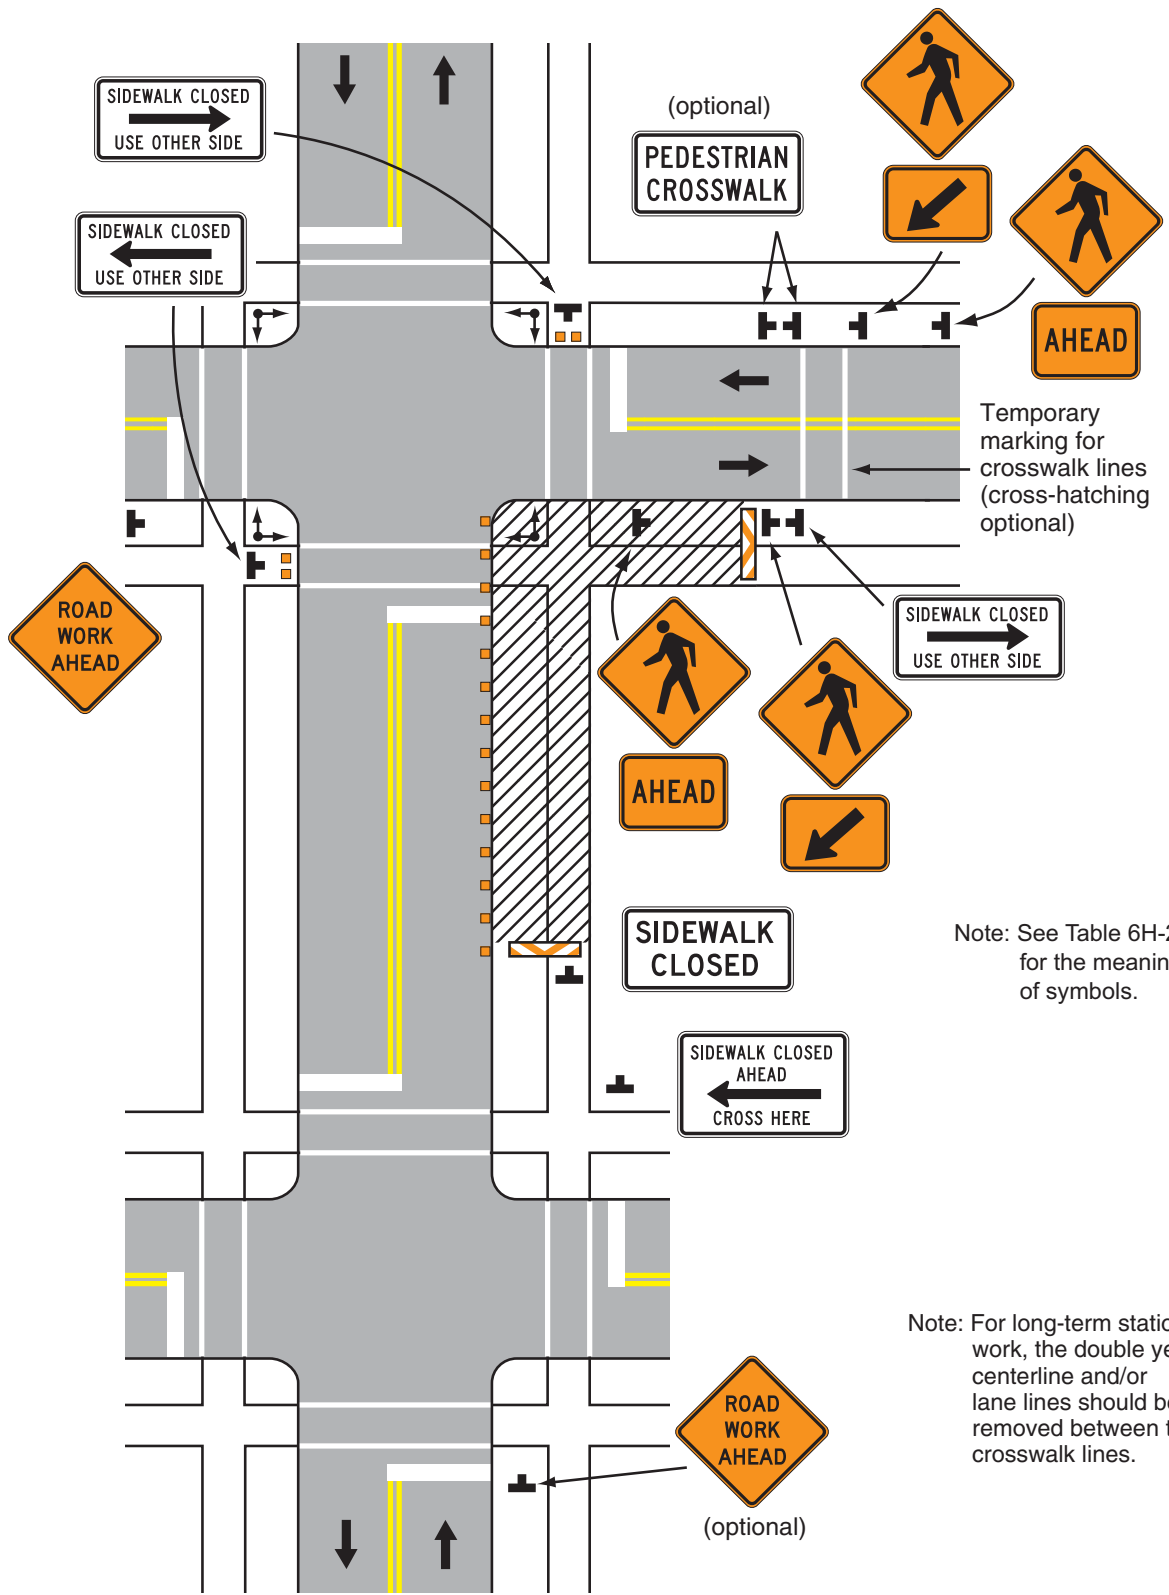 SIDEWALK CLOSED
USE OTHER SIDE
(optional)
PEDESTRIAN
CROSSWALK
SIDEWALK CLOSED
USE OTHER SIDE
AHEAD
Temporary
marking for
crosswalk lines
(cross-hatching
optional)
ROAD
WORK
AHEAD
SIDEWALK CLOSED
USE OTHER SIDE
AHEAD
SIDEWALK
CLOSED
Note: See Table 6H-2
for the meanin
of symbols.
SIDEWALK CLOSED
AHEAD
CROSS HERE
Note: For long-term statio
work, the double ye
centerline and/or
lane lines should be
removed between t
crosswalk lines.
ROAD
WORK
AHEAD
(optional)